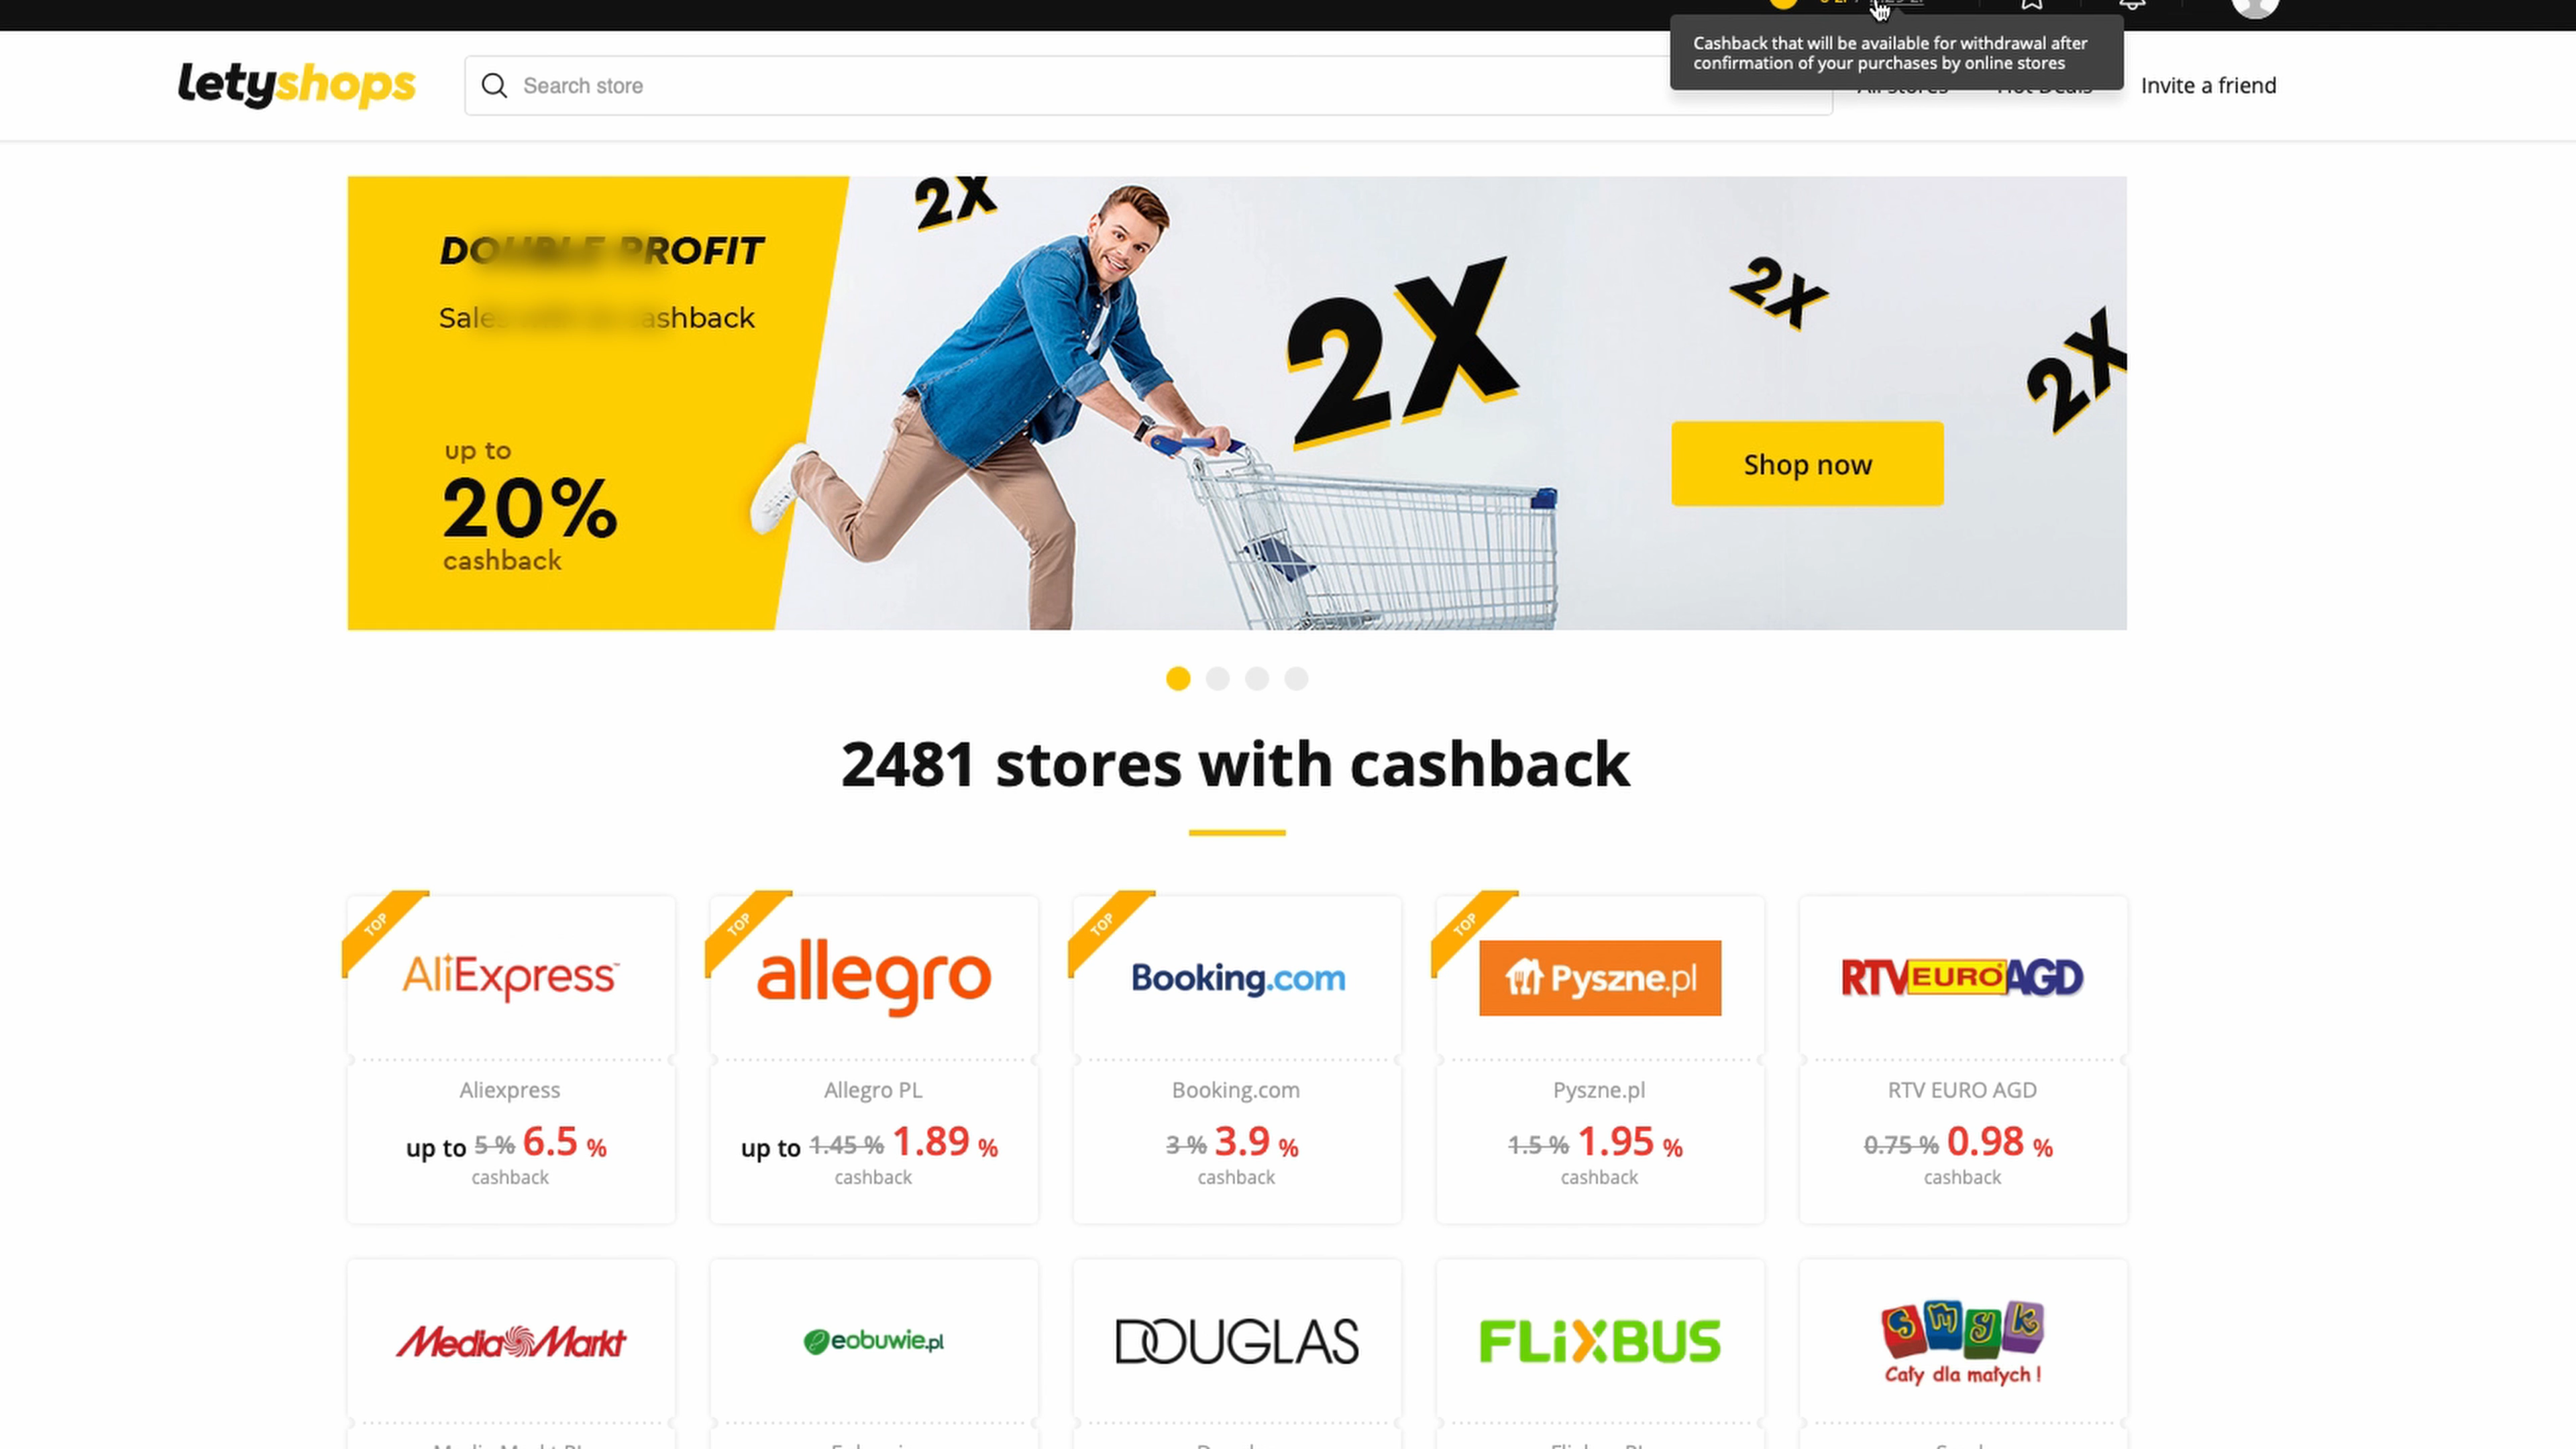 Cashback that will be available for withdrawal after
confirmation of your purchases by online stores
letyshops
Search store
Invite a friend
PROFIT
cashback
2X
2X
2X
2X
up to
20%
cashback
Shop now
2481 stores with cashback
TOP
TOP
TOP
TOP
AliExpress
allegro
Booking.com
Pyszne.pl
RTV EURO AGD
Aliexpress
Allegro PL
Booking.com
Pyszne.pl
RTV EURO AGD
up to 5 % 6.5 %
up to 1.45 % 1.89 %
3 % 3.9 %
1.5 % 1.95 %
0.75 % 0.98 %
cashback
cashback
cashback
cashback
cashback
Media Markt
eobuwie.pl
DOUGLAS
FLiXBUS
smyk
Cały dla małych !